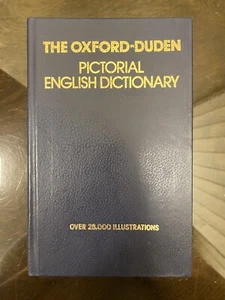 THE OXFORD-DUDEN
PICTORIAL
ENGLISH DICTIONARY
OVER 28,000 ILLUSTRATIONS